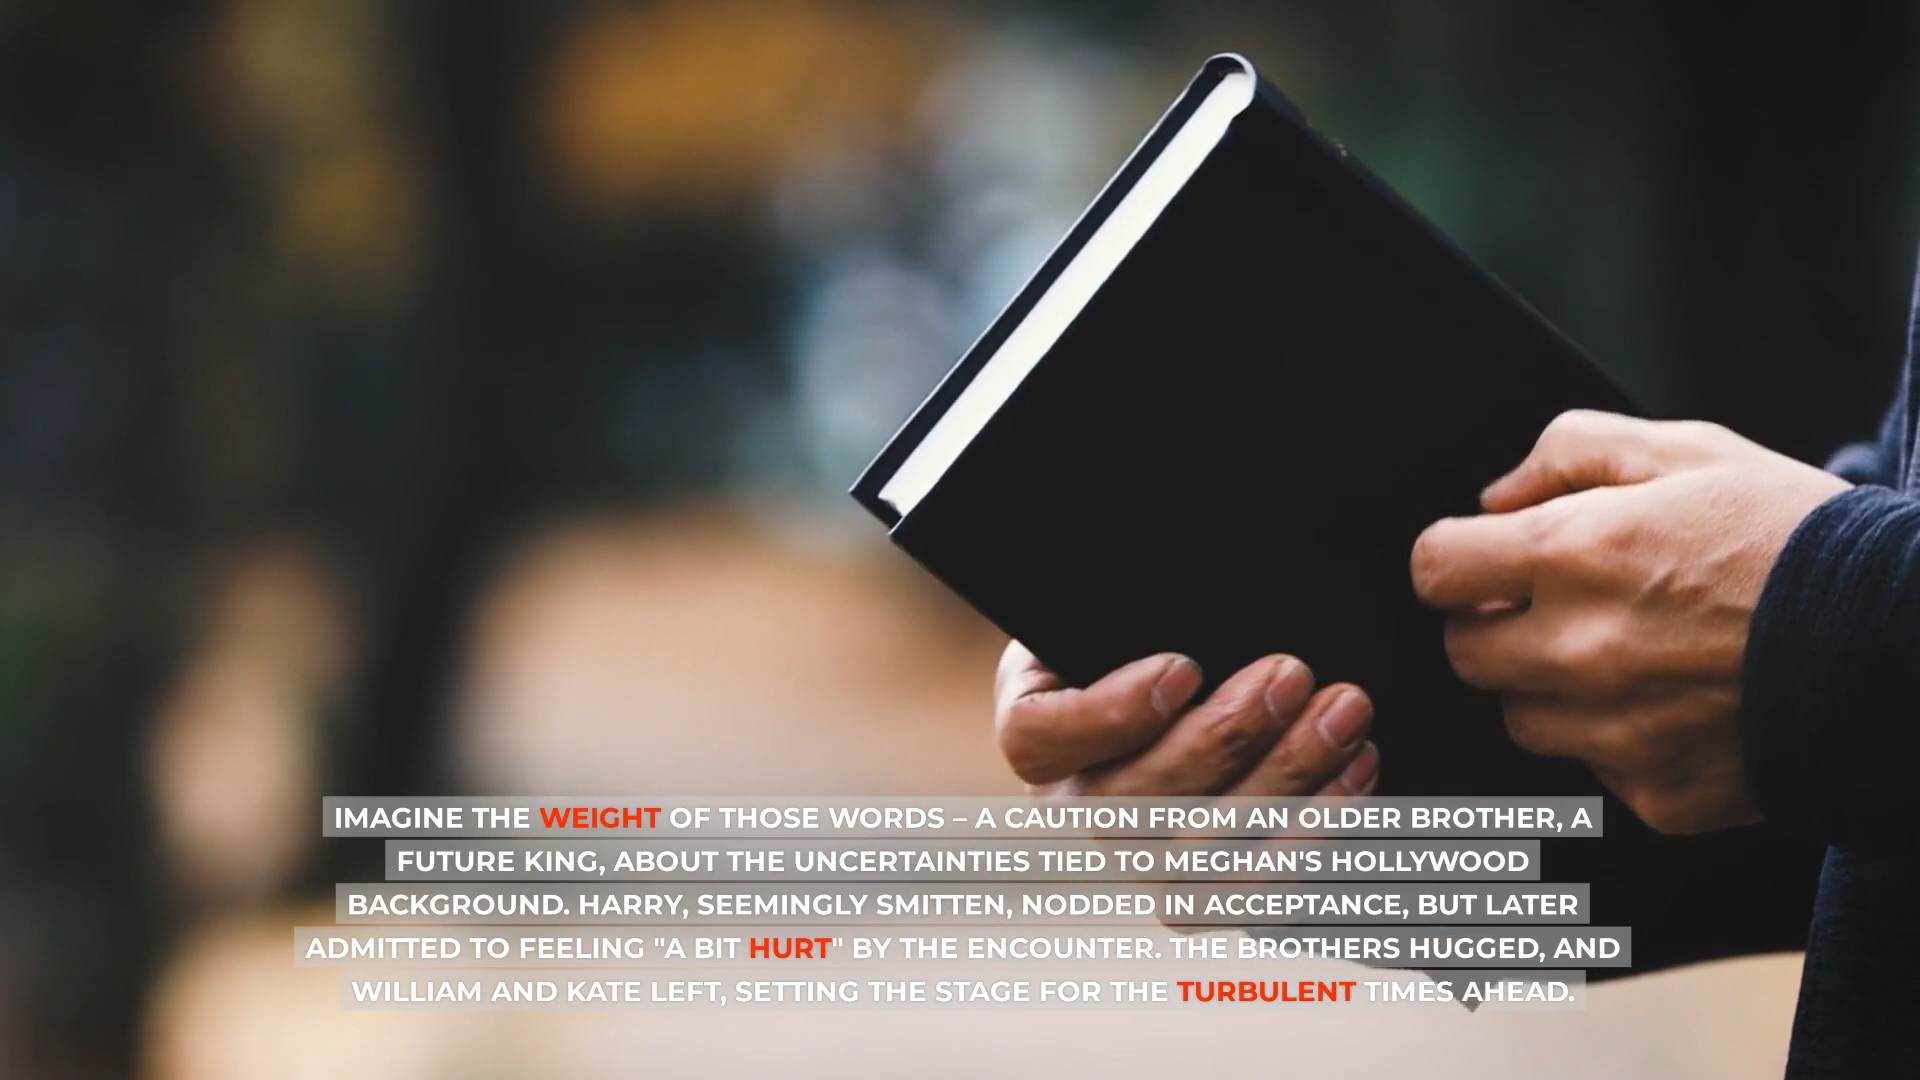 IMAGINE THE WEIGHT OF THOSE WORDS – A CAUTION FROM AN OLDER BROTHER, A
FUTURE KING, ABOUT THE UNCERTAINTIES TIED TO MEGHAN'S HOLLYWOOD
BACKGROUND. HARRY, SEEMINGLY SMITTEN, NODDED IN ACCEPTANCE, BUT LATER
ADMITTED TO FEELING "A BIT HURT" BY THE ENCOUNTER. THE BROTHERS HUGGED, AND
WILLIAM AND KATE LEFT, SETTING THE STAGE FOR THE TURBULENT TIMES AHEAD.